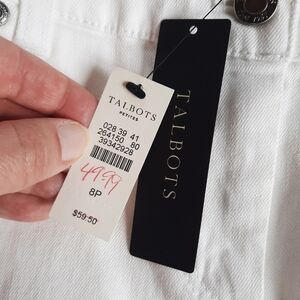 TALBOTS
PETITES
028 39 41
264150 80
39342928
49.99
8P
$59.50
TALBOTS